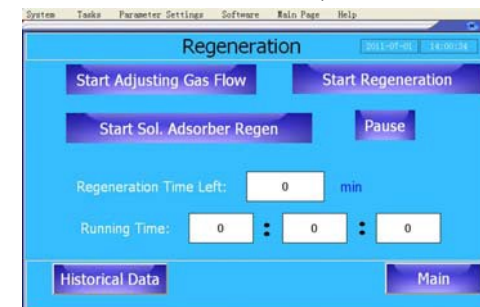 System Tasks Parameter Settings Software Main Page Help
Regeneration 2011-07-01 14:00:34
Start Adjusting Gas Flow Start Regeneration
Start Sol. Adsorber Regen Pause
Regeneration Time Left: 0 min
Running Time: 0 : 0 : 0
Historical Data Main